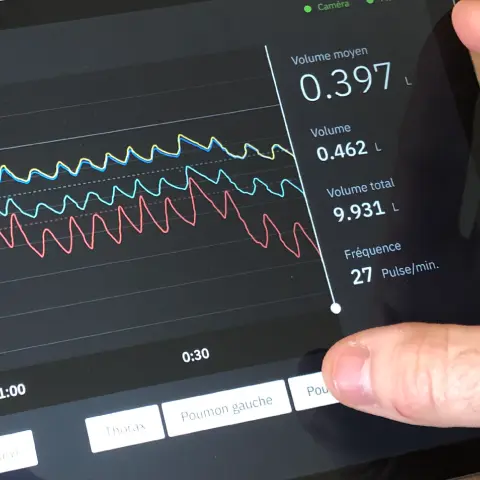 Caméra
Volume moyen
0.397 L
Volume
0.462 L
Volume total
9.931 L
Fréquence
27 Pulse/min.
0:30
1:00
Thorax
Poumon gauche
Pou